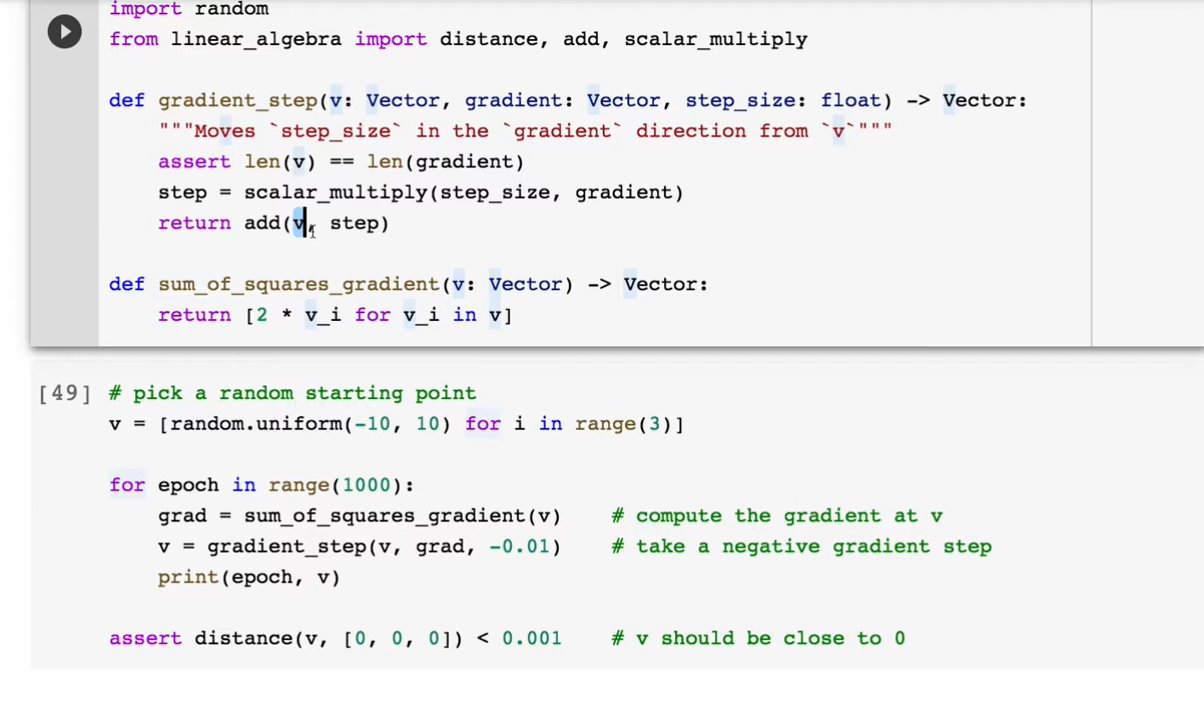 import random
from linear_algebra import distance, add, scalar_multiply
def gradient_step(v: Vector, gradient: Vector, step_size: float) -> Vector:
"""Moves `step_size` in the `gradient` direction from `v`"""
assert len(v) == len(gradient)
step = scalar_multiply(step_size, gradient)
return add(v, step)
def sum_of_squares_gradient(v: Vector) -> Vector:
return [2 * v_i for v_i in v]
[49] # pick a random starting point
v = [random.uniform(-10, 10) for i in range(3)]
for epoch in range(1000):
grad = sum_of_squares_gradient(v) # compute the gradient at v
v = gradient_step(v, grad, -0.01) # take a negative gradient step
print(epoch, v)
assert distance(v, [0, 0, 0]) < 0.001 # v should be close to 0